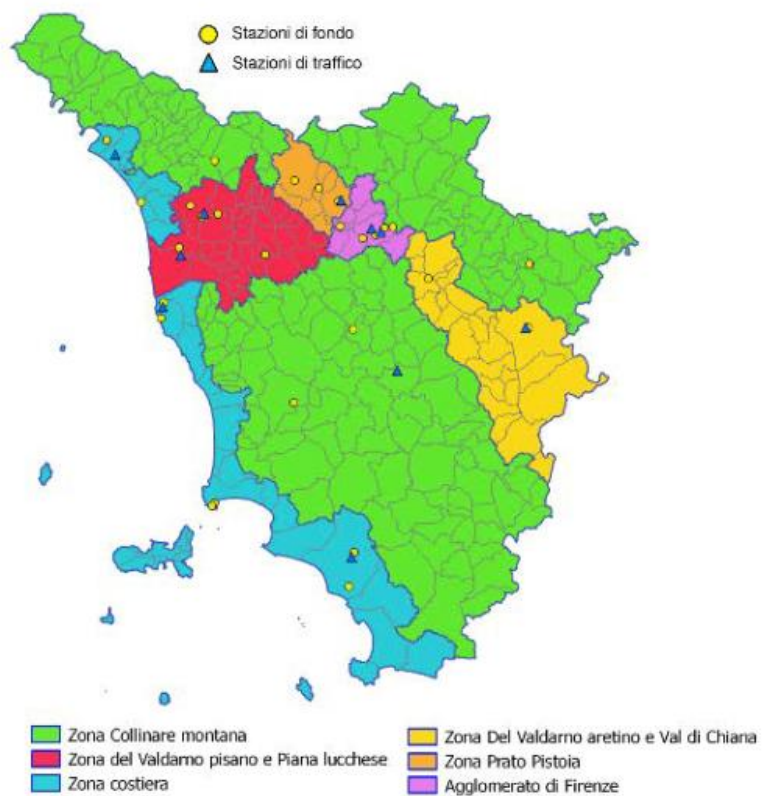 Stazioni di fondo
Stazioni di traffico
Zona Collinare montana
Zona del Valdarno pisano e Piana lucchese
Zona costiera
Zona Del Valdarno aretino e Val di Chiana
Zona Prato Pistoia
Agglomerato di Firenze